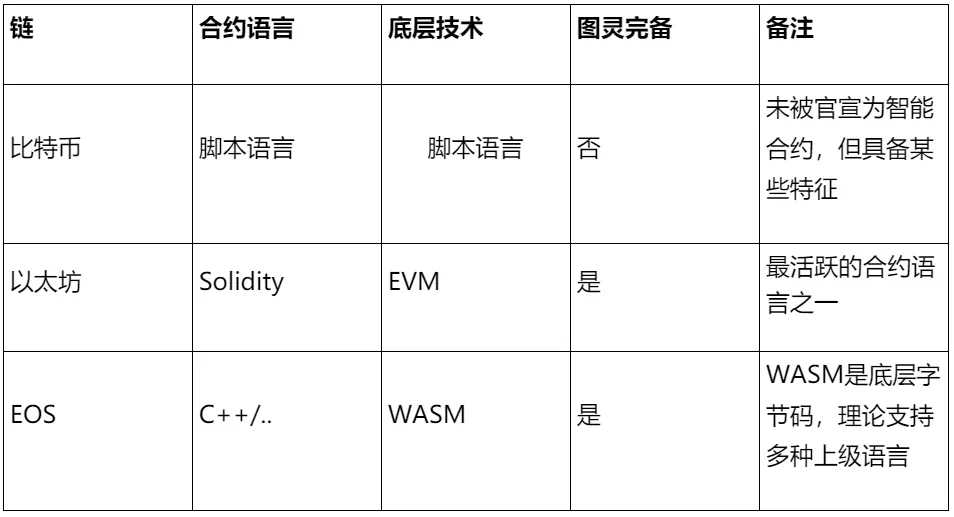 链 合约语言 底层技术 图灵完备 备注
比特币 脚本语言 脚本语言 否 未被官宣为智能
合约，但具备某
些特征
以太坊 Solidity EVM 是 最活跃的合约语
言之一
EOS C++/.. WASM 是 WASM是底层字
节码，理论支持
多种上级语言